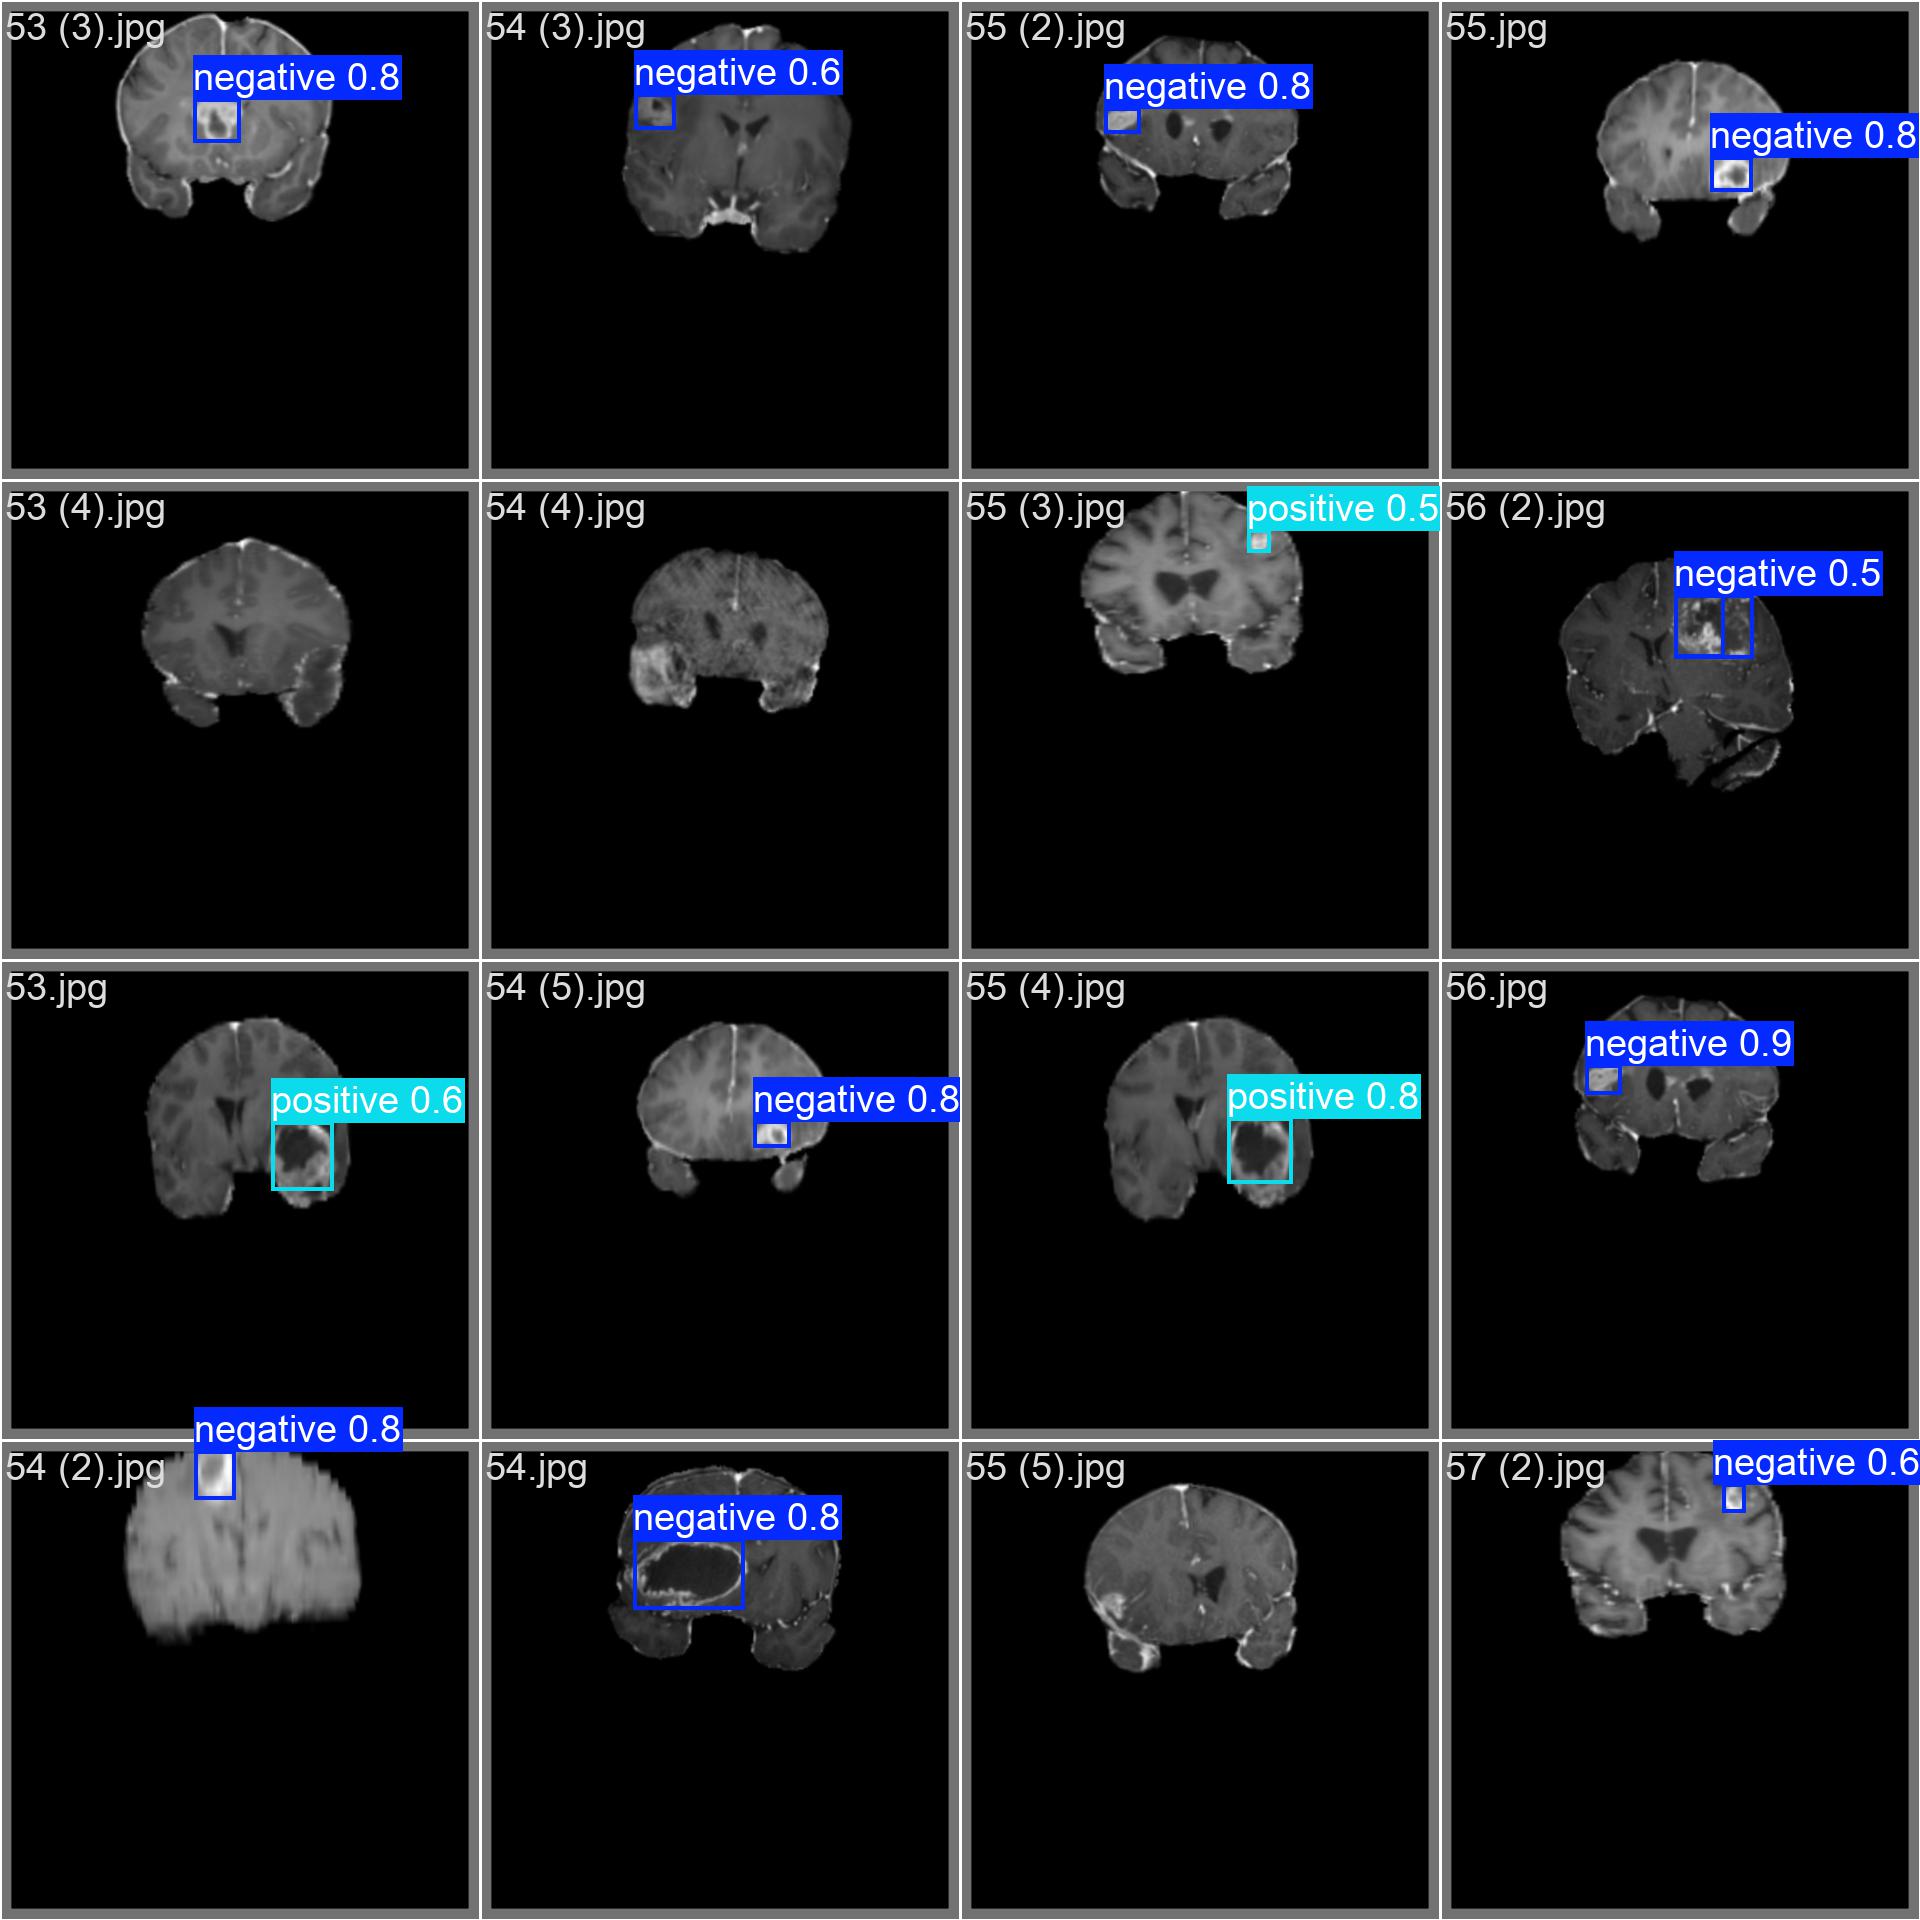 53 (3).jpg
negative 0.8
54 (3).jpg
negative 0.6
55 (2).jpg
negative 0.8
55.jpg
negative 0.8
53 (4).jpg
54 (4).jpg
55 (3).jpg
positive 0.5
56 (2).jpg
negative 0.5
53.jpg
positive 0.6
54 (5).jpg
negative 0.8
55 (4).jpg
positive 0.8
56.jpg
negative 0.9
54 (2).jpg
negative 0.8
54.jpg
negative 0.8
55 (5).jpg
57 (2).jpg
negative 0.6